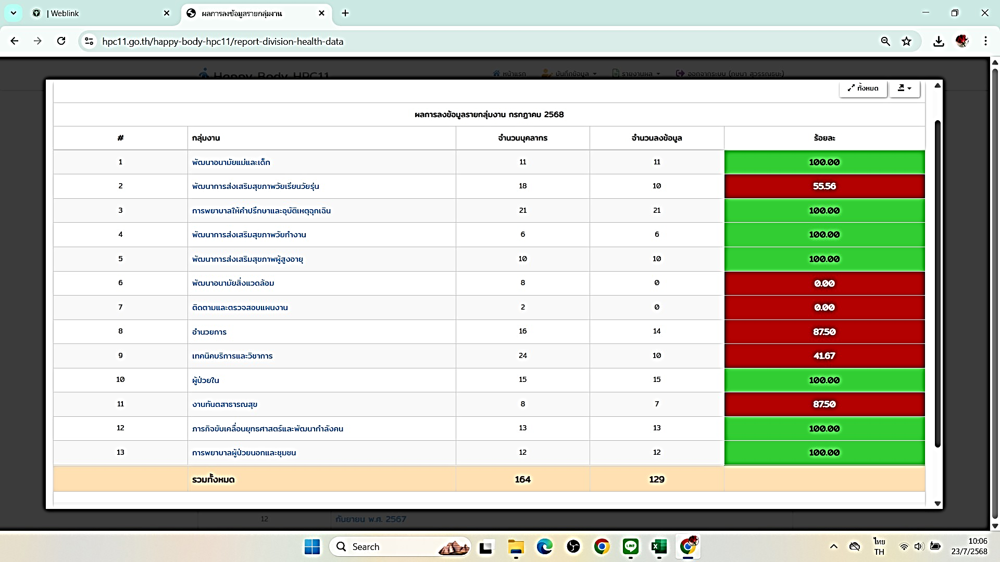 | Weblink
ผลการลงข้อมูลรายกลุ่มงาน
hpc11.go.th/happy-body-hpc11/report-division-health-data
Happy Body HPC11 หน้าแรก บันทึกข้อมูล รายงานผล ออกจากระบบ (กษมา สุวรรณธนะ)
ทั้งหมด
ผลการลงข้อมูลรายกลุ่มงาน กรกฎาคม 2568
# กลุ่มงาน จำนวนบุคลากร จำนวนลงข้อมูล ร้อยละ
1 พัฒนาอนามัยแม่และเด็ก 11 11 100.00
2 พัฒนาการส่งเสริมสุขภาพวัยเรียนวัยรุ่น 18 10 55.56
3 การพยาบาลให้คำปรึกษาและอุบัติเหตุฉุกเฉิน 21 21 100.00
4 พัฒนาการส่งเสริมสุขภาพวัยทำงาน 6 6 100.00
5 พัฒนาการส่งเสริมสุขภาพผู้สูงอายุ 10 10 100.00
6 พัฒนาอนามัยสิ่งแวดล้อม 8 0 0.00
7 ติดตามและตรวจสอบแผนงาน 2 0 0.00
8 อำนวยการ 16 14 87.50
9 เทคนิคบริการและวิชาการ 24 10 41.67
10 ผู้ป่วยใน 15 15 100.00
11 งานทันตสาธารณสุข 8 7 87.50
12 ภารกิจขับเคลื่อนยุทธศาสตร์และพัฒนากำลังคน 13 13 100.00
13 การพยาบาลผู้ป่วยนอกและชุมชน 12 12 100.00
รวมทั้งหมด 164 129
12 กันยายน พ.ศ. 2567
Search
LINE
ไทย
TH
10:06
23/7/2568